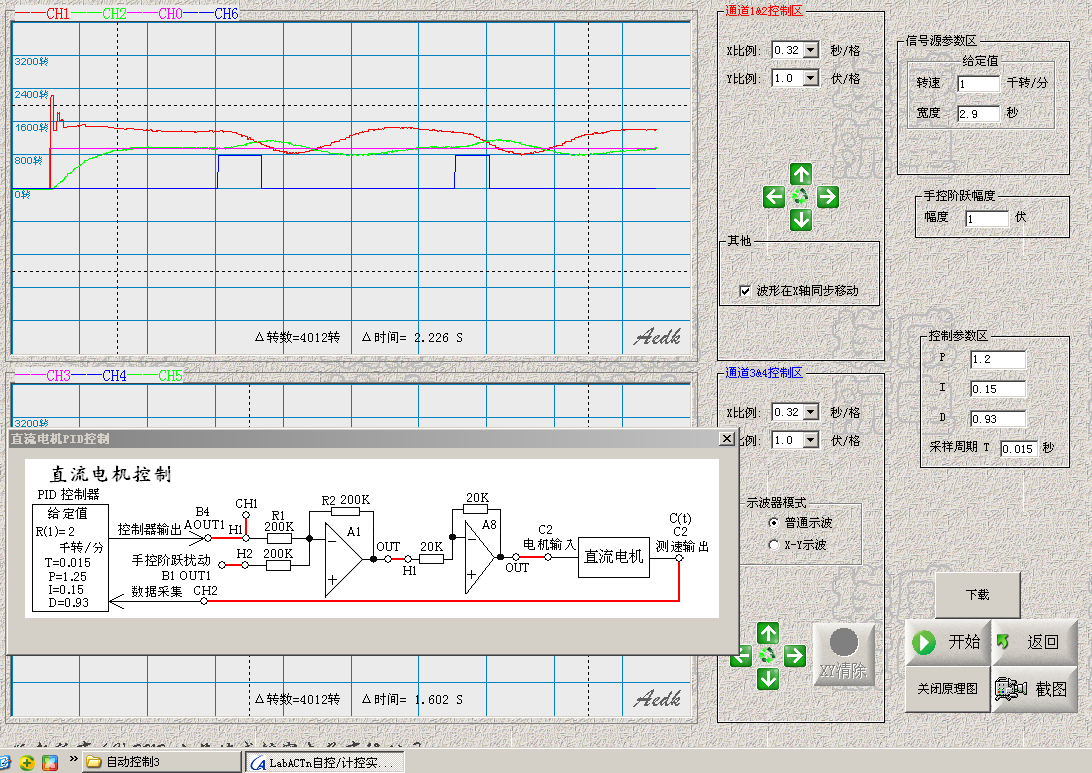 CH1 CH2 CH0 CH6
3200转
2400转
1600转
800转
0转
△转数=4012转 △时间= 2.226 S
Aedk
通道1&2控制区
X比例: 0.32 秒/格
Y比例: 1.0 伏/格
其他
波形在X轴同步移动
信号源参数区
给定值
转速 1 千转/分
宽度 2.9 秒
手控阶跃幅度
幅度 1 伏
控制参数区
P 1.2
I 0.15
D 0.93
采样周期 T 0.015 秒
CH3 CH4 CH5
3200转
直流电机PID控制
直流电机控制
PID 控制器
给定值
R(1)=2
千转/分
T=0.015
P=1.25
I=0.15
D=0.93
控制器输出
B4
AOUT1
CH1
H1
R1
200K
R2 200K
A1
手控阶跃扰动
B1 OUT1
H2
200K
数据采集 CH2
OUT
H1
20K
20K
A8
OUT
C2
电机输入
直流电机
C(t)
C2
测速输出
△转数=4012转 △时间= 1.602 S
Aedk
通道3&4控制区
X比例: 0.32 秒/格
比例: 1.0 伏/格
示波器模式
普通示波
X-Y示波
XY清除
下载
开始
返回
关闭原理图
截图
自动控制3
LabACTn自控/计控实...